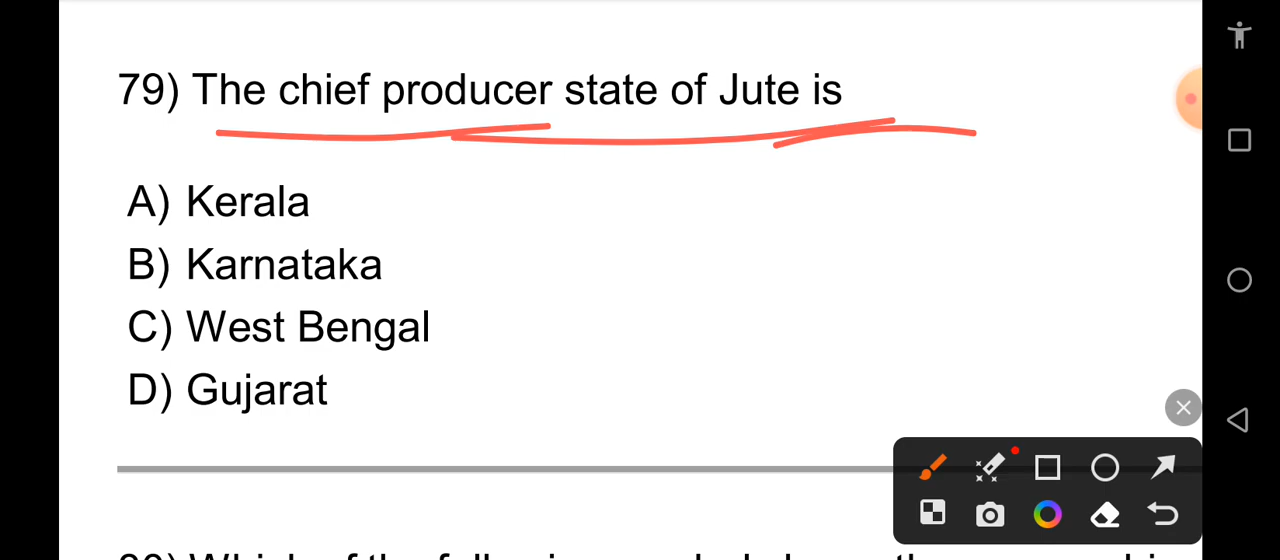 79) The chief producer state of Jute is
A) Kerala
B) Karnataka
C) West Bengal
D) Gujarat